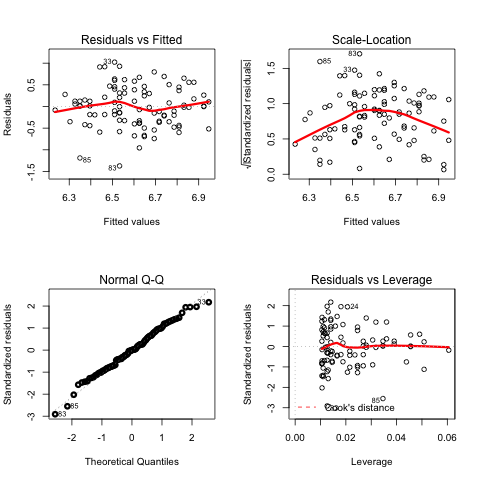 Residuals vs Fitted
Residuals
-1.5 -0.5 0.5
33
85
83
6.3 6.5 6.7 6.9
Fitted values
Scale-Location
√|Standardized residuals|
0.0 0.5 1.0 1.5
83
85
33
6.3 6.5 6.7 6.9
Fitted values
Normal Q-Q
Standardized residuals
-3 -2 -1 0 1 2
33
85
83
-2 -1 0 1 2
Theoretical Quantiles
Residuals vs Leverage
Standardized residuals
-3 -2 -1 0 1 2
24
85
Cook's distance
0.00 0.02 0.04 0.06
Leverage